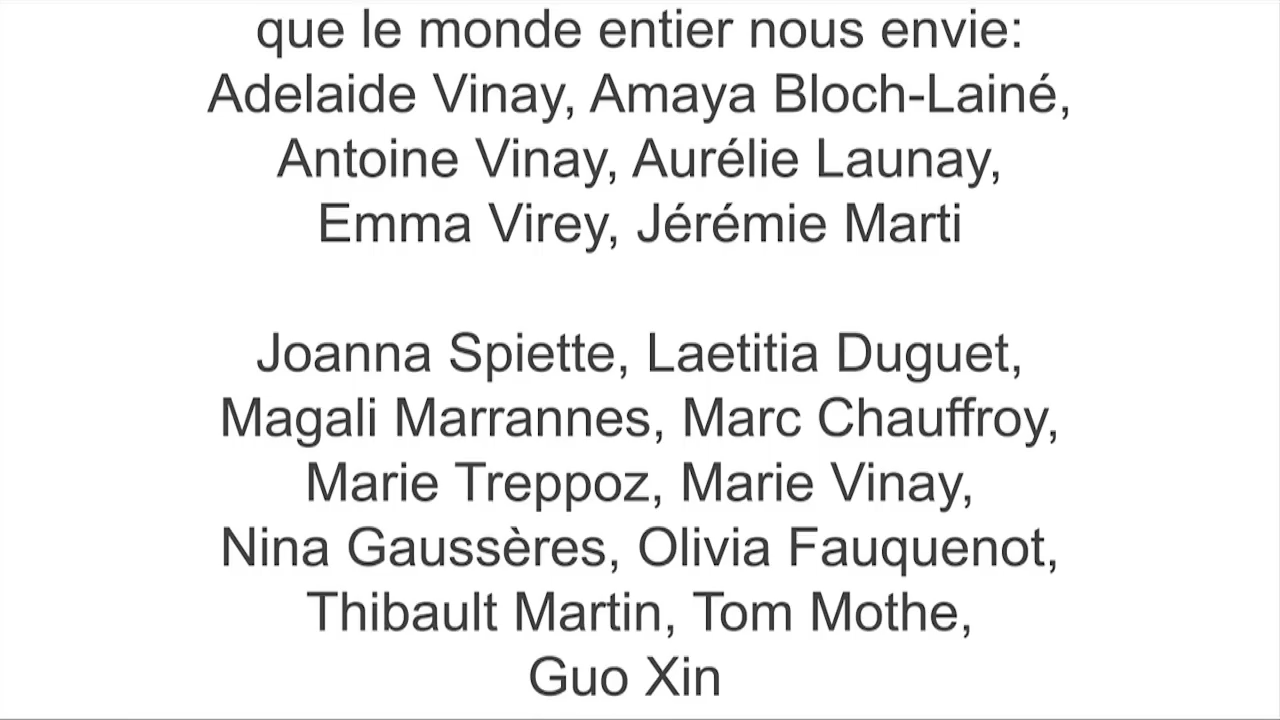 que le monde entier nous envie:
Adelaide Vinay, Amaya Bloch-Lainé,
Antoine Vinay, Aurélie Launay,
Emma Virey, Jérémie Marti
Joanna Spiette, Laetitia Duguet,
Magali Marrannes, Marc Chauffroy,
Marie Treppoz, Marie Vinay,
Nina Gaussères, Olivia Fauquenot,
Thibault Martin, Tom Mothe,
Guo Xin